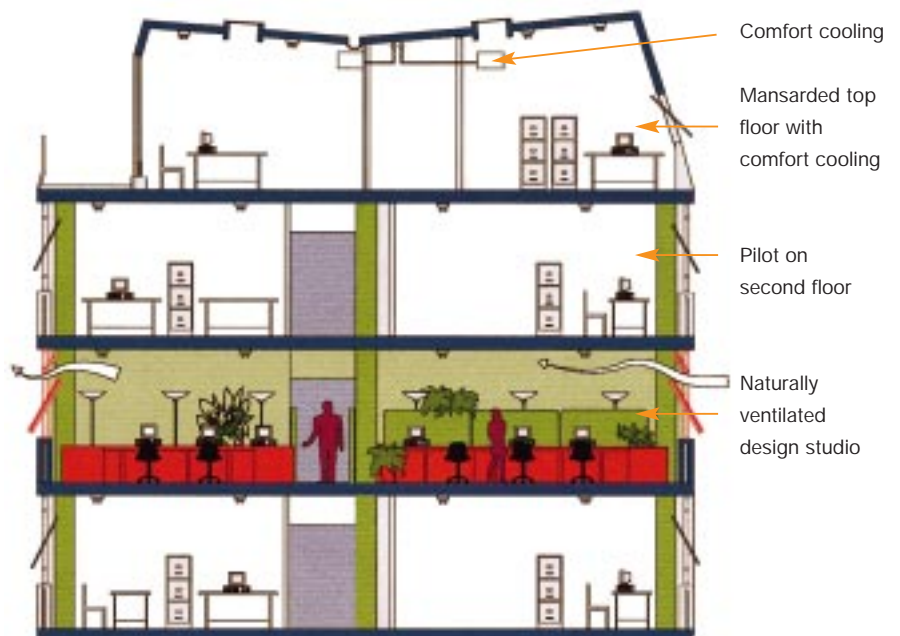 Comfort cooling
Mansarded top
floor with
comfort cooling
Pilot on
second floor
Naturally
ventilated
design studio